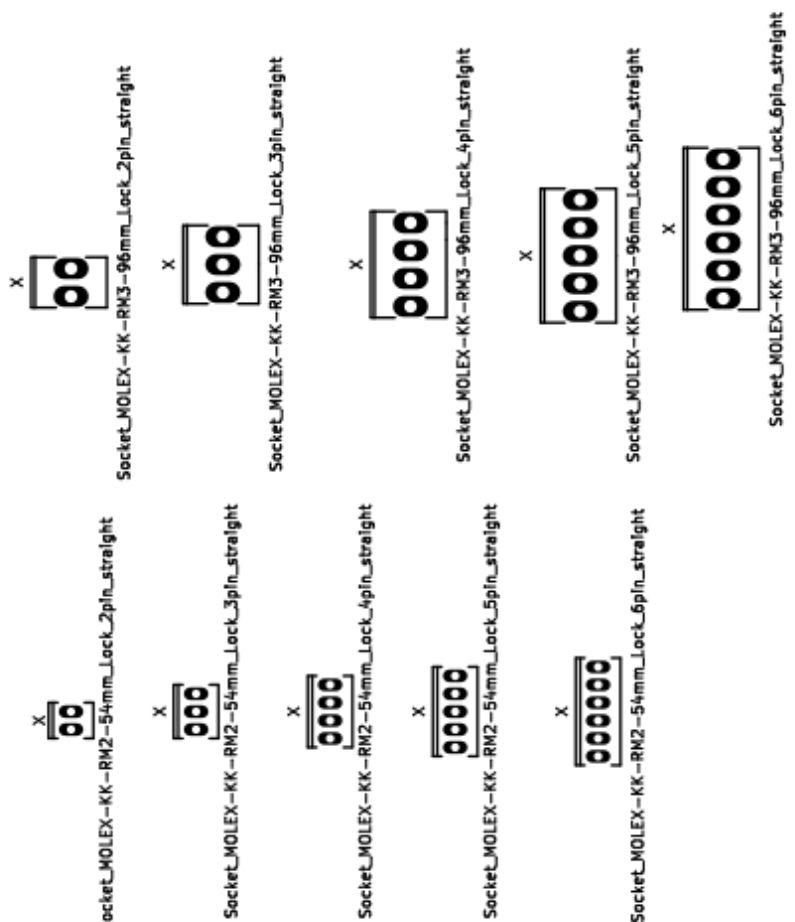 X
Socket_MOLEX-KK-RM3-96mm_Lock_2pin_straight
X
Socket_MOLEX-KK-RM3-96mm_Lock_3pin_straight
X
Socket_MOLEX-KK-RM3-96mm_Lock_4pin_straight
X
Socket_MOLEX-KK-RM3-96mm_Lock_5pin_straight
X
Socket_MOLEX-KK-RM3-96mm_Lock_6pin_straight
X
ocket_MOLEX-KK-RM2-54mm_Lock_2pin_straight
X
Socket_MOLEX-KK-RM2-54mm_Lock_3pin_straight
X
Socket_MOLEX-KK-RM2-54mm_Lock_4pin_straight
X
Socket_MOLEX-KK-RM2-54mm_Lock_5pin_straight
X
Socket_MOLEX-KK-RM2-54mm_Lock_6pin_straight